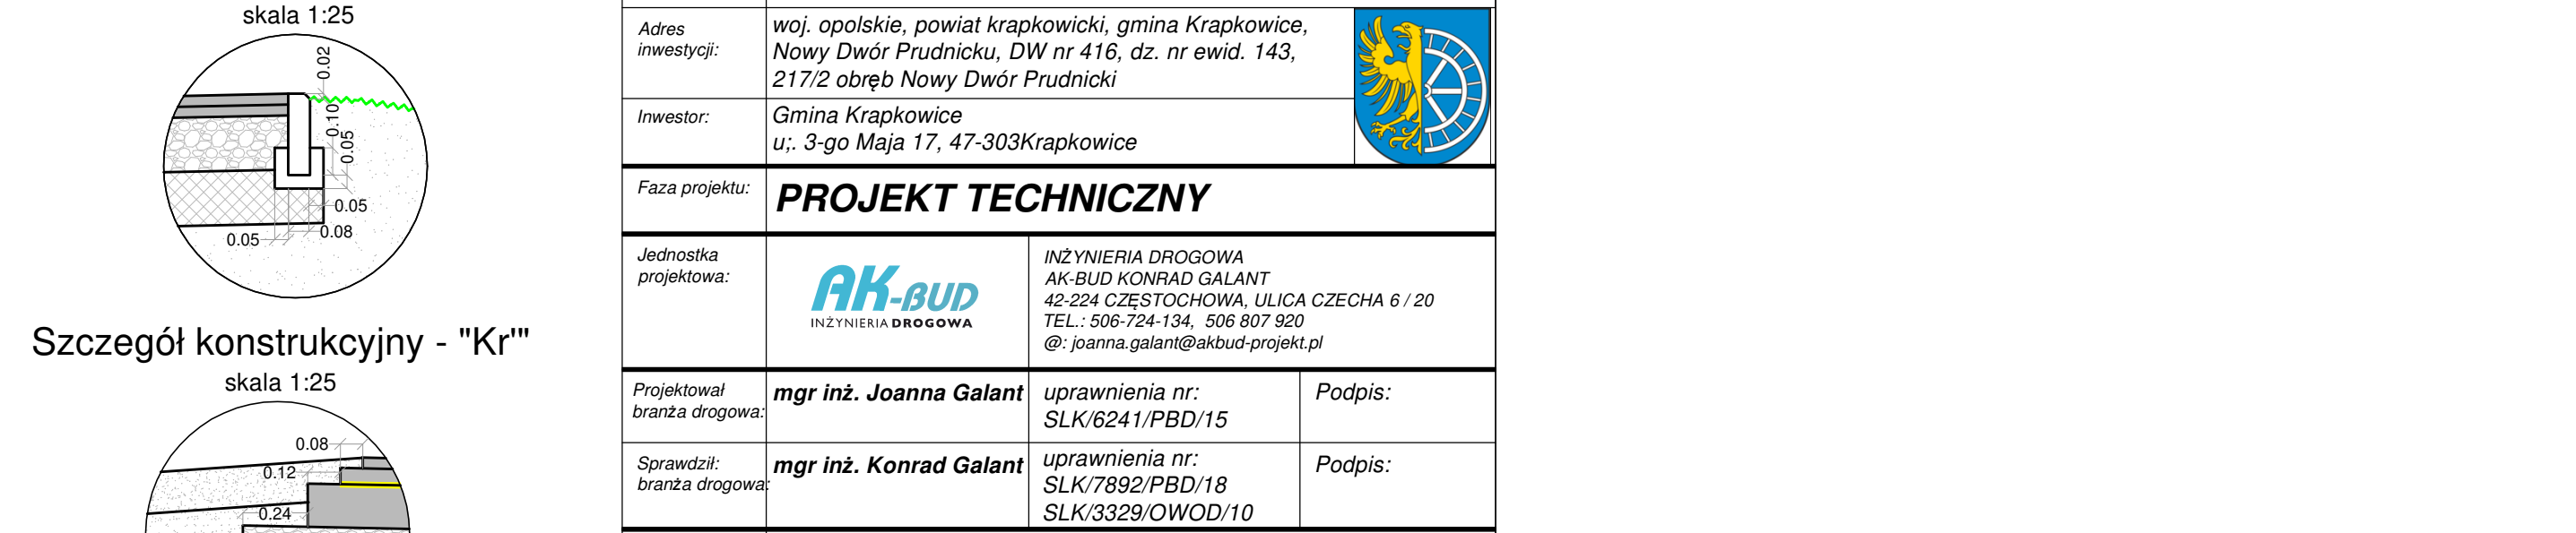 skala 1:25
0.02
0.10
0.05
0.05
0.08
0.05
Szczegół konstrukcyjny - "Kr'"
skala 1:25
0.08
0.12
0.24
Adres
inwestycji:
woj. opolskie, powiat krapkowicki, gmina Krapkowice,
Nowy Dwór Prudnicku, DW nr 416, dz. nr ewid. 143,
217/2 obręb Nowy Dwór Prudnicki
Inwestor:
Gmina Krapkowice
u;. 3-go Maja 17, 47-303Krapkowice
Faza projektu:
PROJEKT TECHNICZNY
Jednostka
projektowa:
AK-BUD
INŻYNIERIA DROGOWA
INŻYNIERIA DROGOWA
AK-BUD KONRAD GALANT
42-224 CZĘSTOCHOWA, ULICA CZECHA 6 / 20
TEL.: 506-724-134, 506 807 920
@: joanna.galant@akbud-projekt.pl
Projektował
branża drogowa:
mgr inż. Joanna Galant
uprawnienia nr:
SLK/6241/PBD/15
Podpis:
Sprawdził:
branża drogowa:
mgr inż. Konrad Galant
uprawnienia nr:
SLK/7892/PBD/18
SLK/3329/OWOD/10
Podpis: